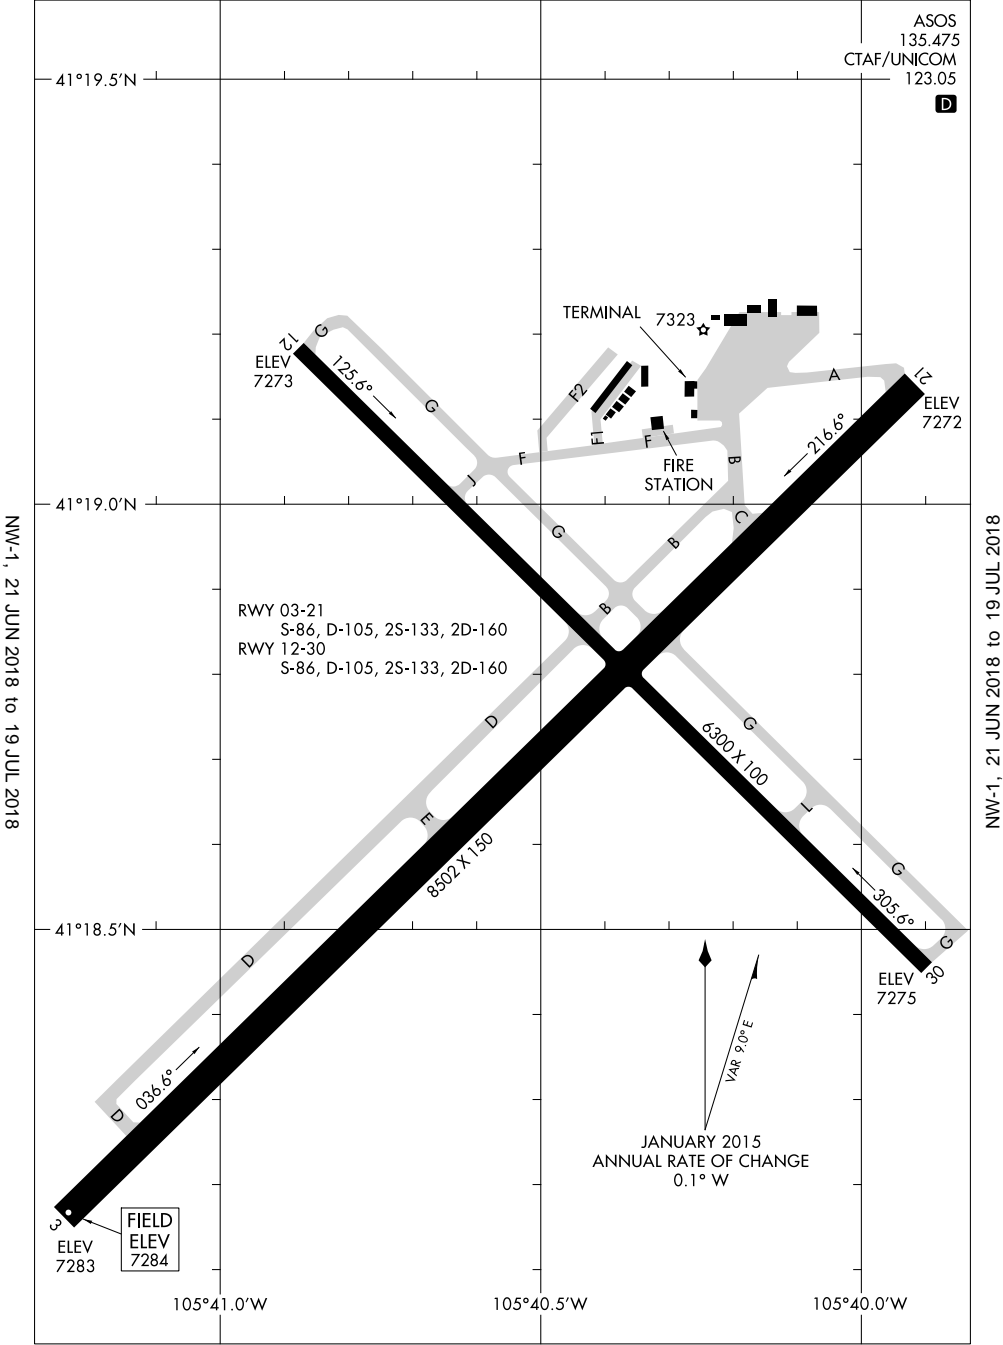 ASOS
135.475
CTAF/UNICOM
123.05
D
41°19.5'N
TERMINAL
7323
12
G
ELEV
7273
125.6°
G
F2
F1
A
21
ELEV
7272
216.6°
F
F
FIRE
STATION
B
J
41°19.0'N
C
G
B
B
RWY 03-21
S-86, D-105, 2S-133, 2D-160
RWY 12-30
S-86, D-105, 2S-133, 2D-160
D
G
6300 X 100
L
E
8502 X 150
G
305.6°
41°18.5'N
G
30
ELEV
7275
D
VAR 9.0° E
036.6°
D
JANUARY 2015
ANNUAL RATE OF CHANGE
0.1° W
3
ELEV
7283
FIELD
ELEV
7284
105°41.0'W
105°40.5'W
105°40.0'W
NW-1, 21 JUN 2018 to 19 JUL 2018
NW-1, 21 JUN 2018 to 19 JUL 2018